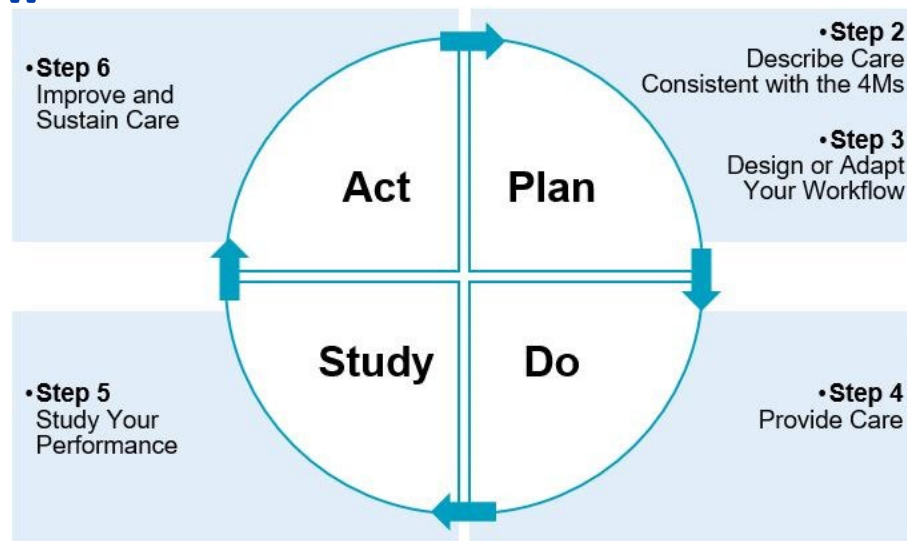 •Step 6
Improve and
Sustain Care
•Step 2
Describe Care
Consistent with the 4Ms
•Step 3
Design or Adapt
Your Workflow
Act
Plan
Study
Do
•Step 5
Study Your
Performance
•Step 4
Provide Care